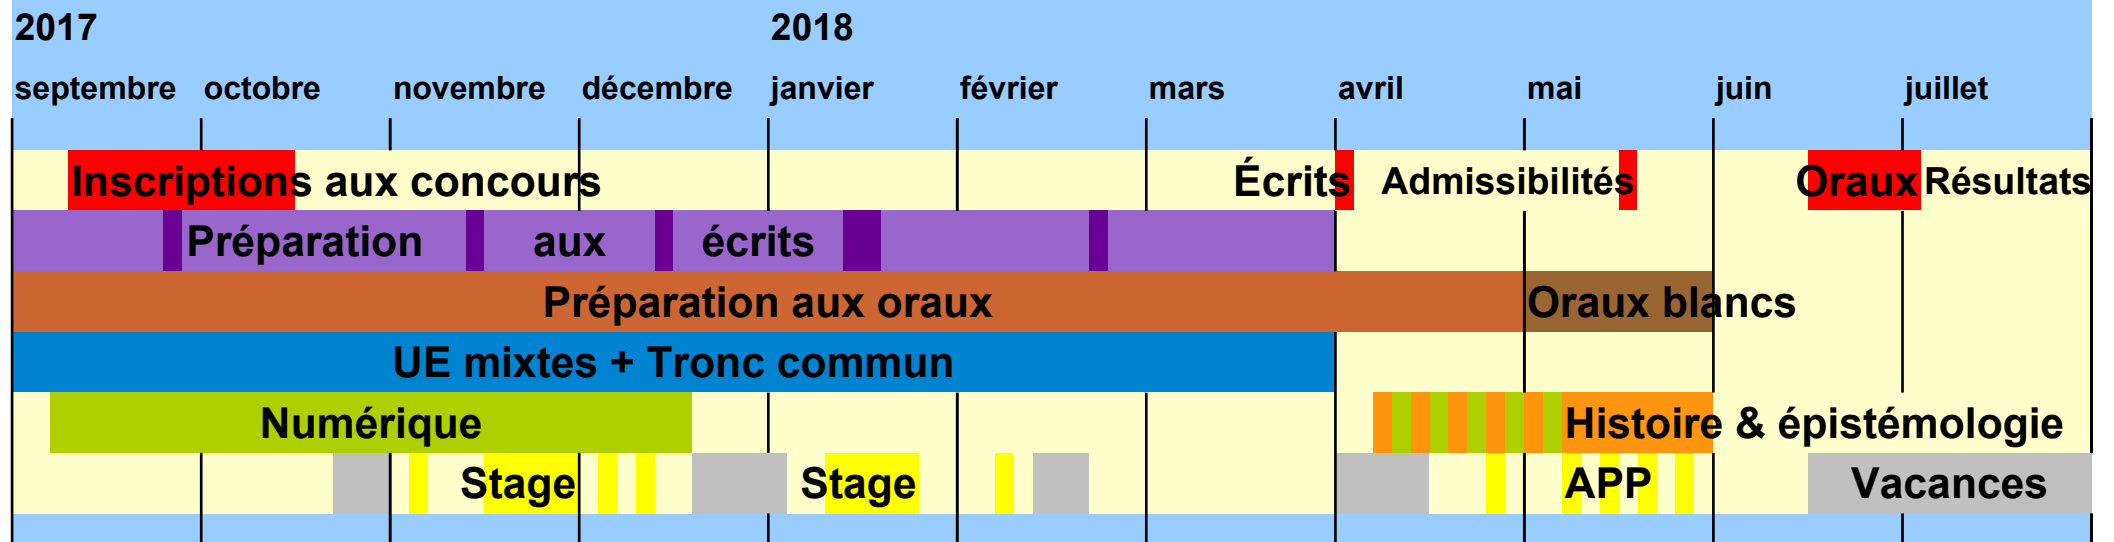 2017 2018
septembre octobre novembre décembre janvier février mars avril mai juin juillet
Inscriptions aux concours Écrits Admissibilités Oraux Résultats
Préparation aux écrits
Préparation aux oraux Oraux blancs
UE mixtes + Tronc commun
Numérique Histoire & épistémologie
Stage Stage APP Vacances